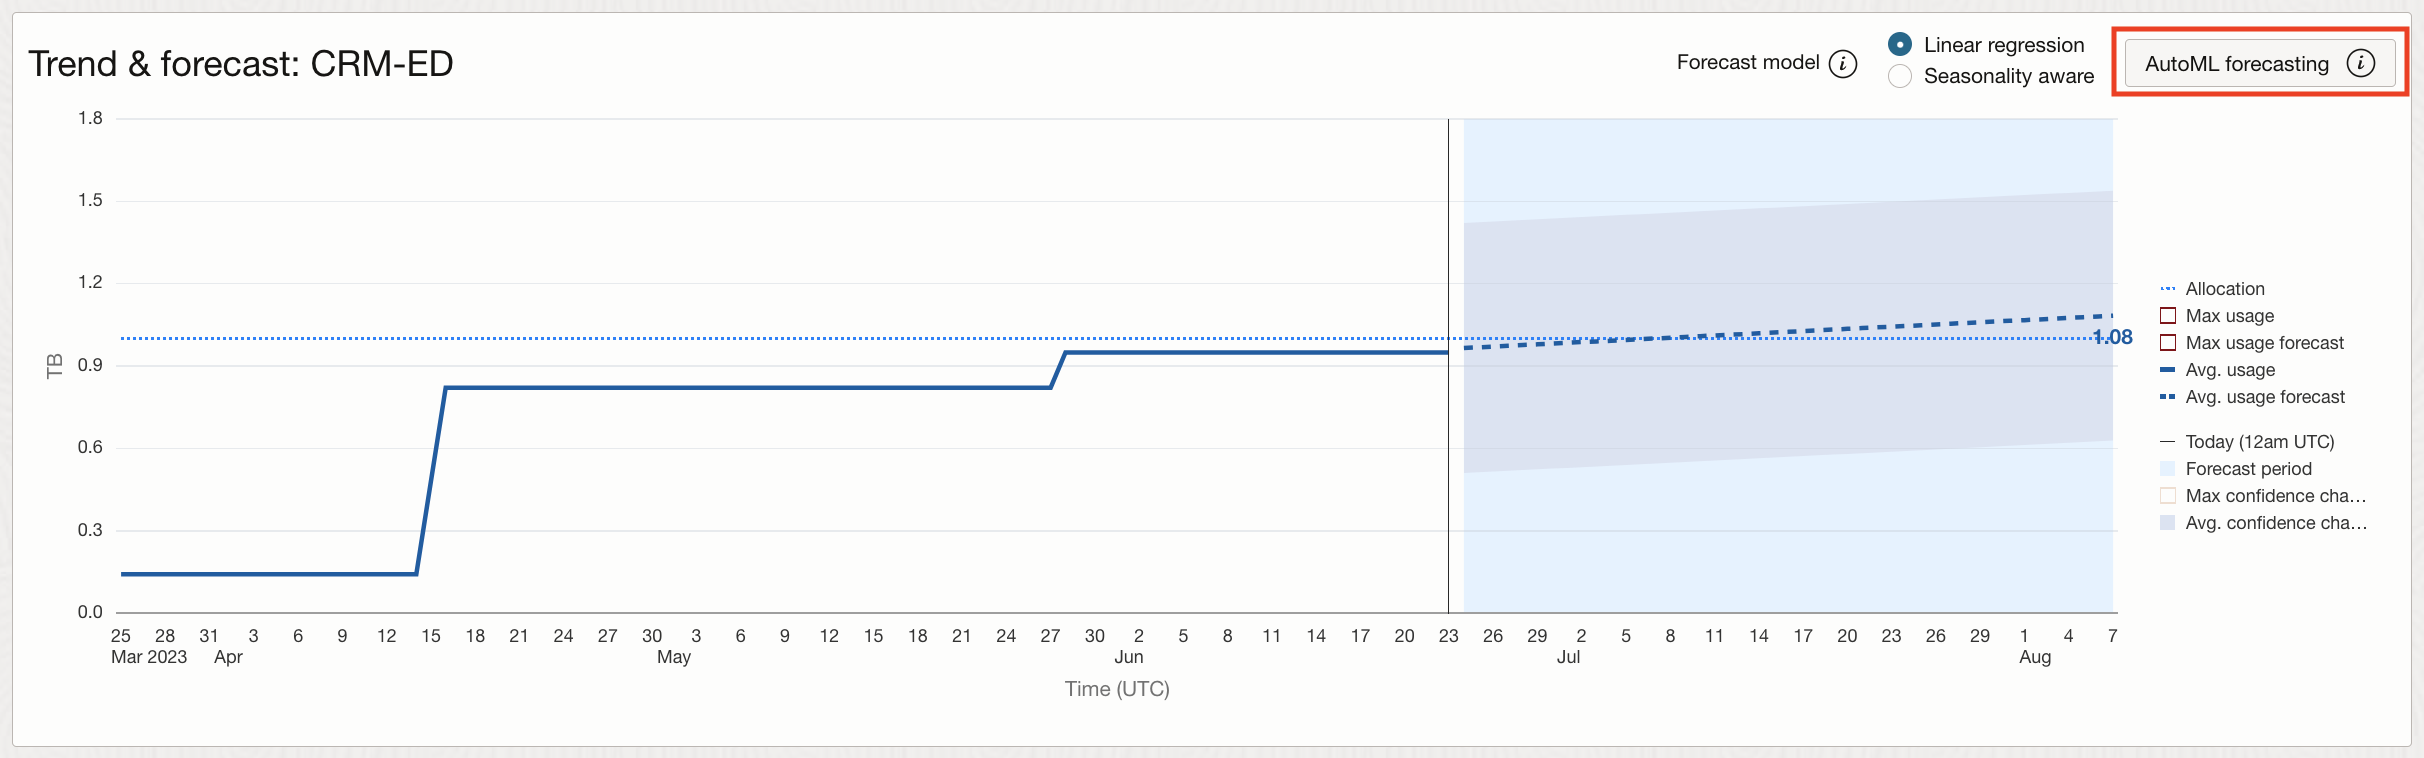 Trend & forecast: CRM-ED
Forecast model i
Linear regression
Seasonality aware
AutoML forecasting i
1.8
1.5
1.2
0.9
0.6
0.3
0.0
TB
1.08
25 28 31 3 6 9 12 15 18 21 24 27 30 3 6 9 12 15 18 21 24 27 30 2 5 8 11 14 17 20 23 26 29 2 5 8 11 14 17 20 23 26 29 1 4 7
Mar 2023 Apr May Jun Jul Aug
Time (UTC)
Allocation
Max usage
Max usage forecast
Avg. usage
Avg. usage forecast
Today (12am UTC)
Forecast period
Max confidence cha...
Avg. confidence cha...